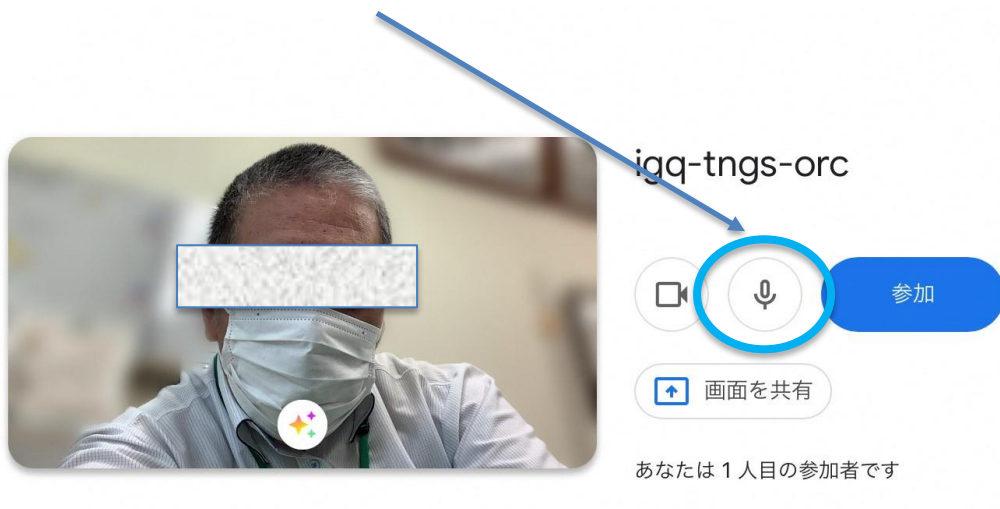 igq-tngs-orc
参加
画面を共有
あなたは 1 人目の参加者です